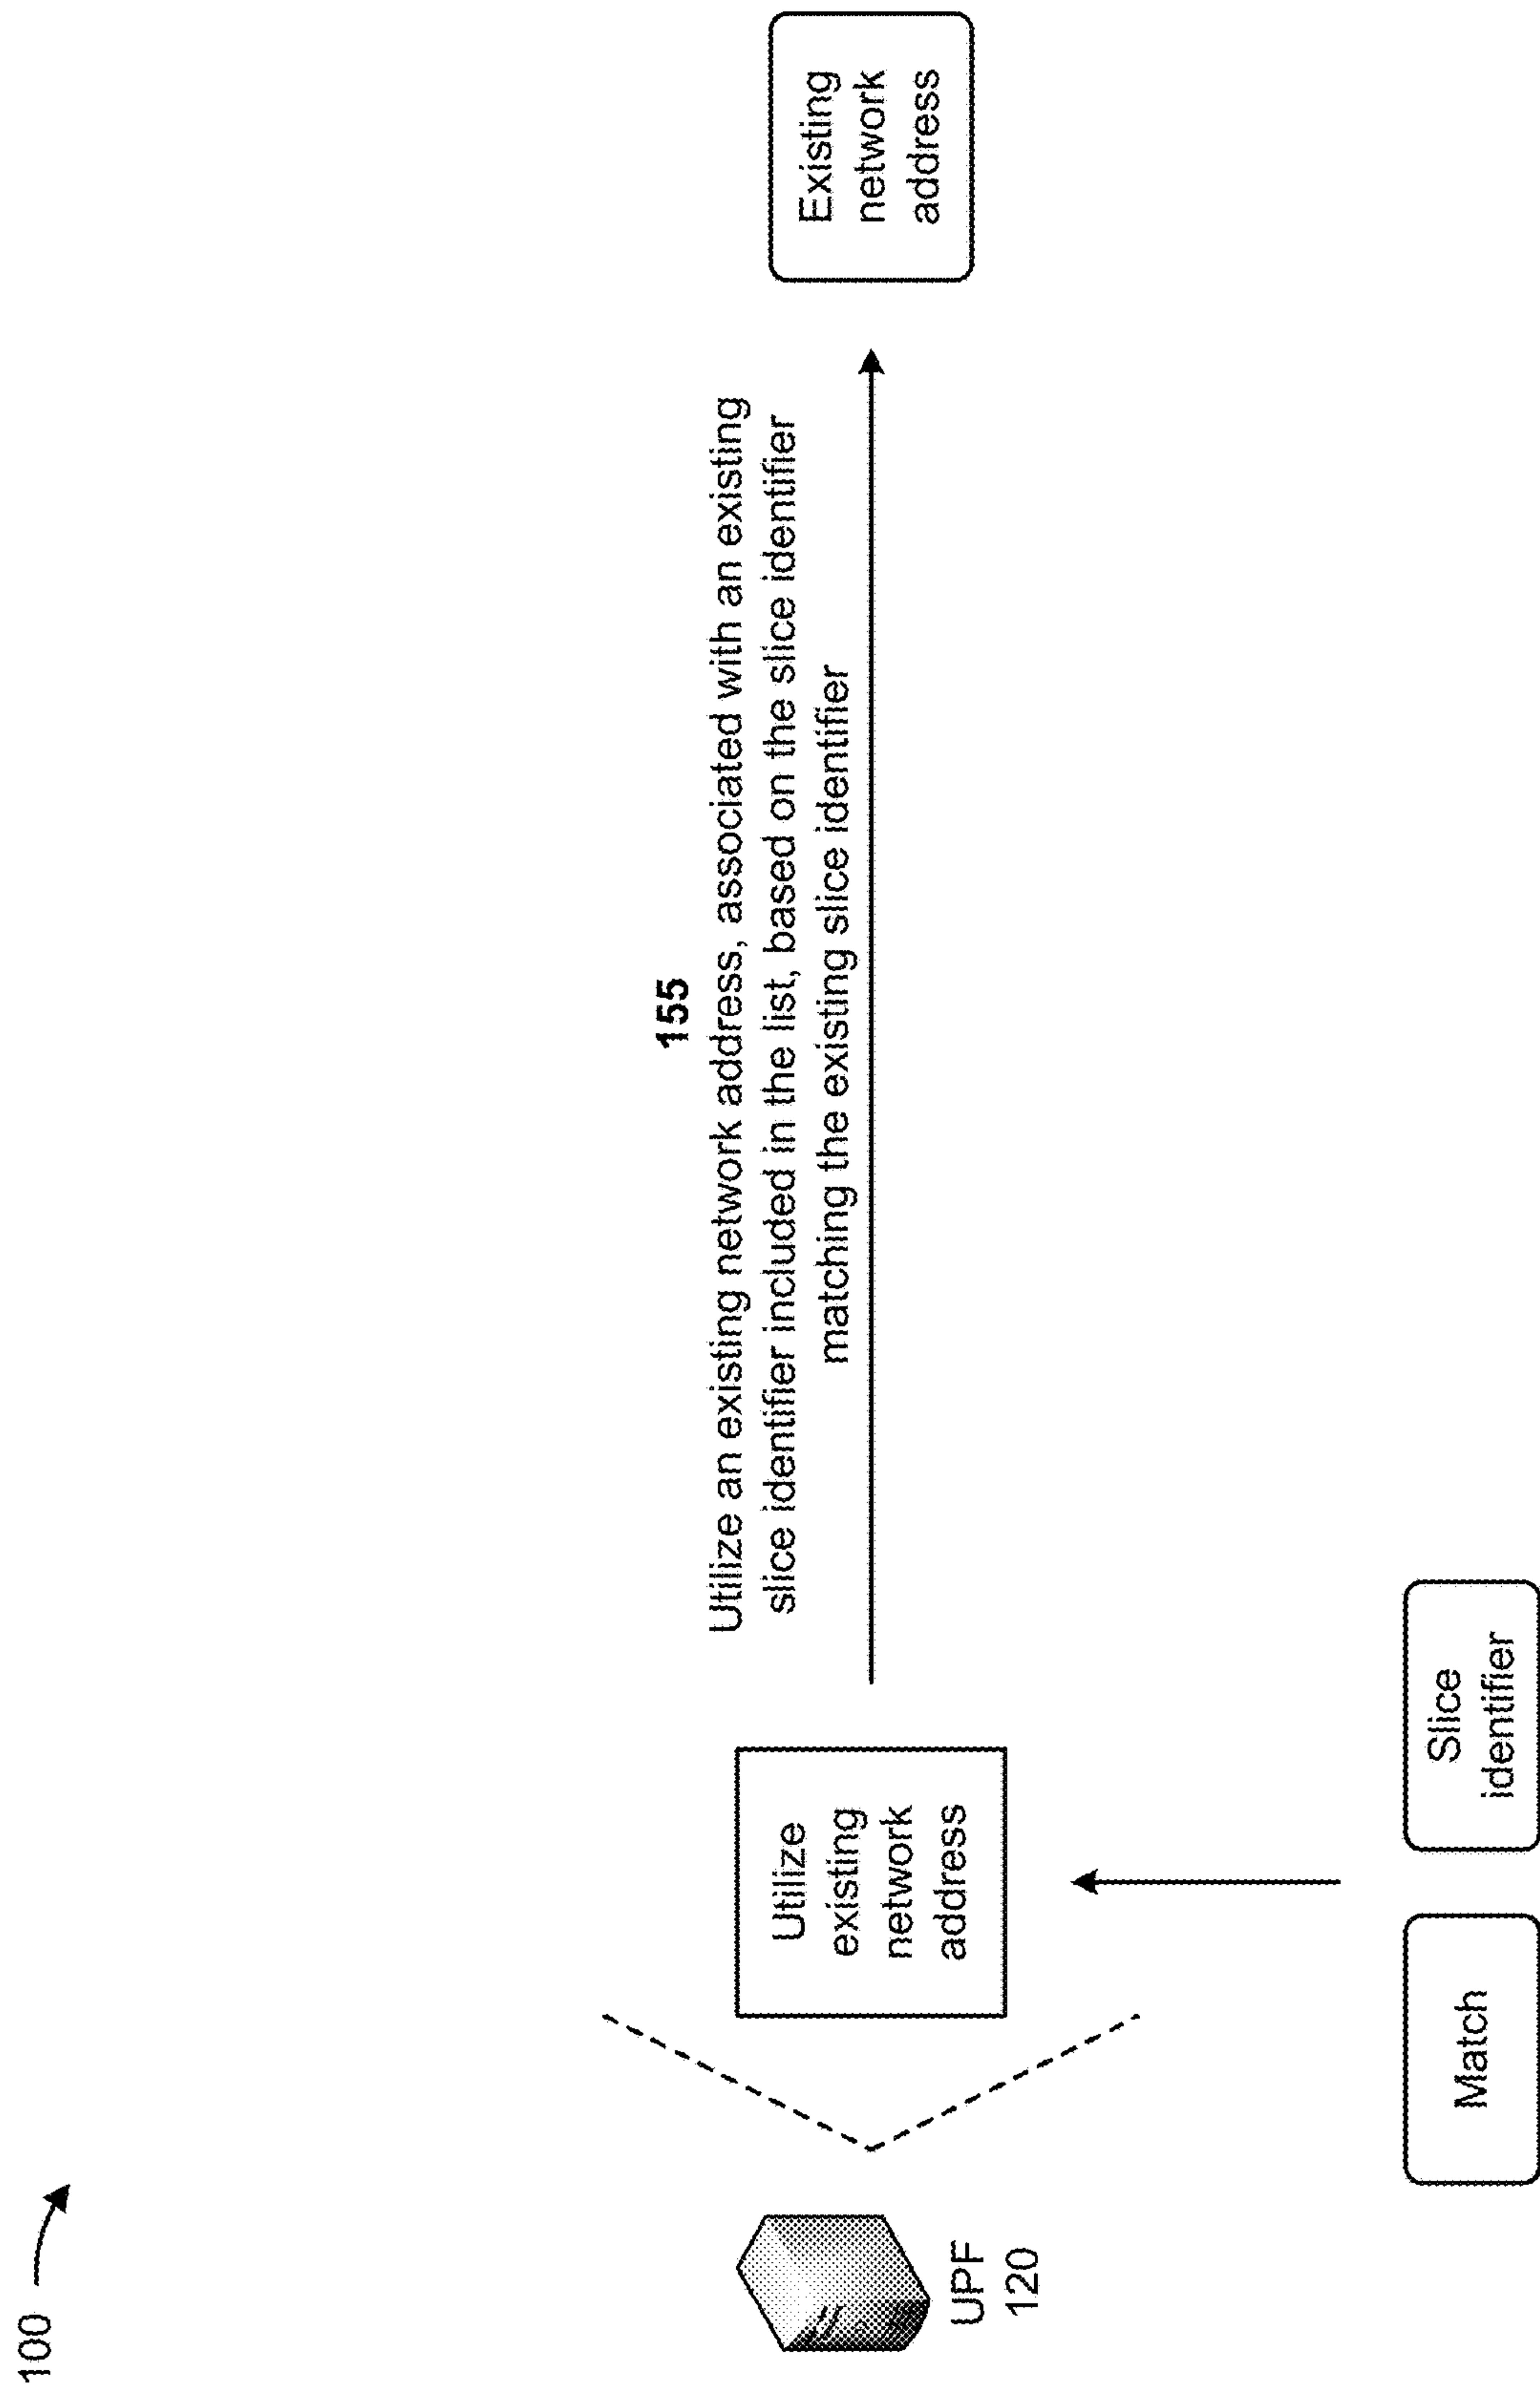 100
155
Utilize an existing network address, associated with an existing
slice identifier included in the list, based on the slice identifier
matching the existing slice identifier
UPF
120
Utilize
existing
network
address
Existing
network
address
Match
Slice
identifier